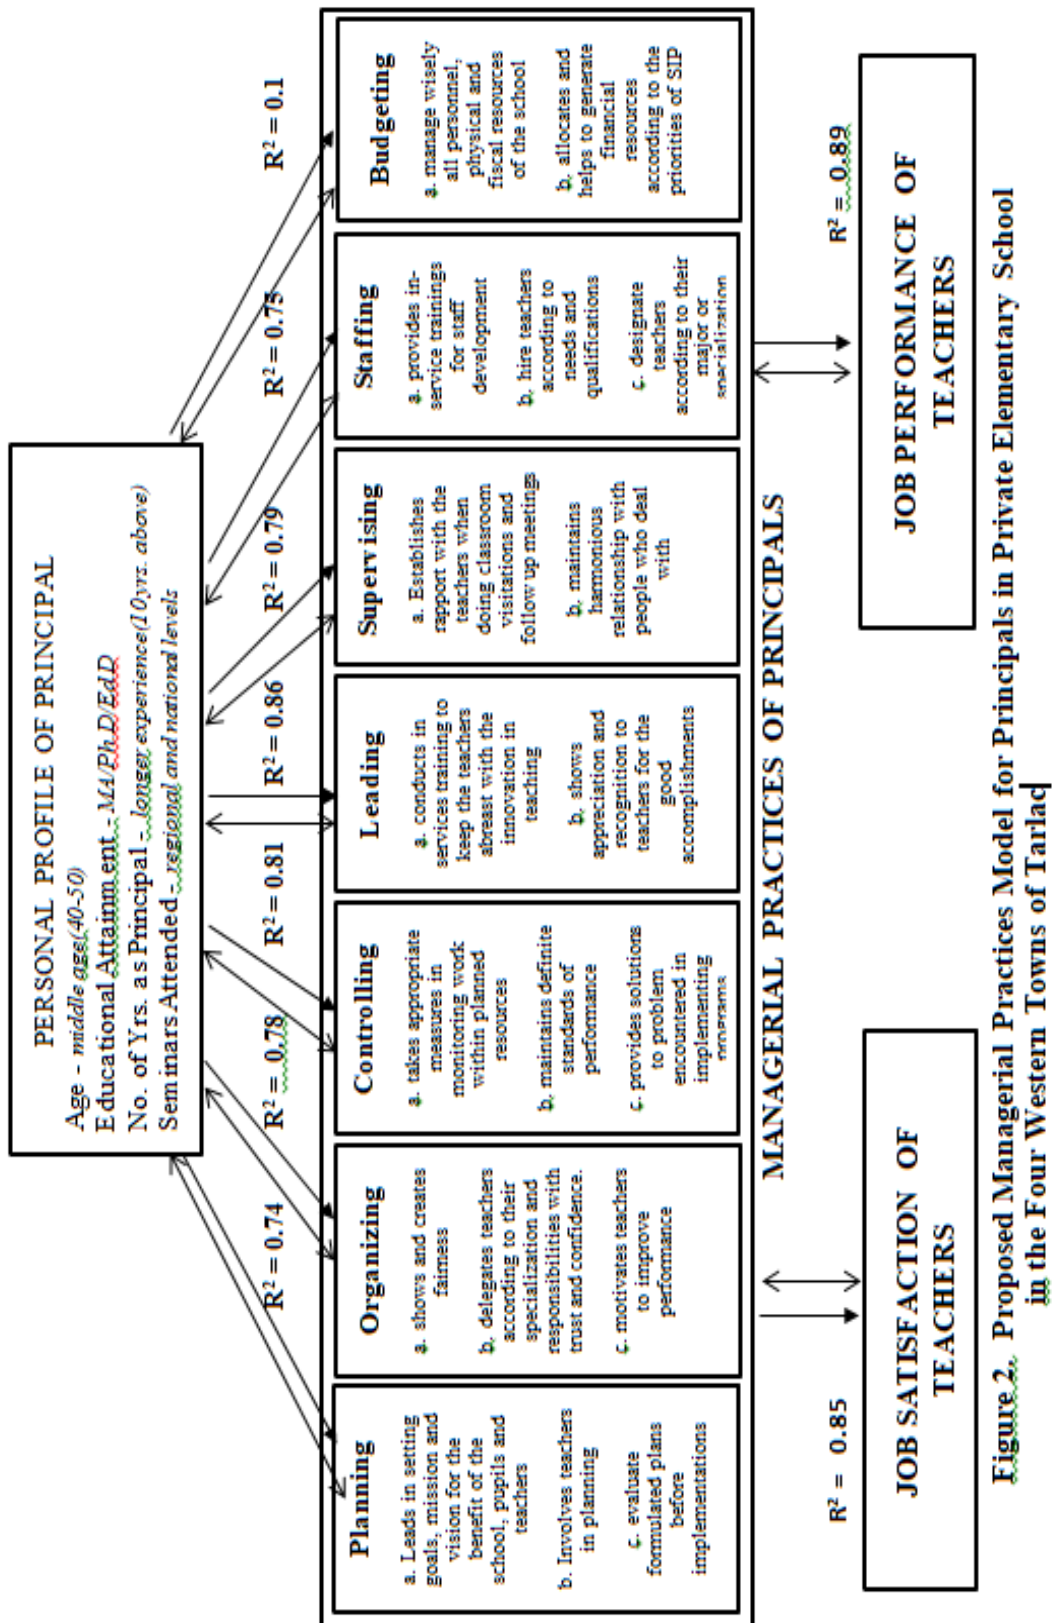 PERSONAL PROFILE OF PRINCIPAL
Age – middle age(40-50)
Educational Attainment – MA/PhD/EdD
No. of Yrs. as Principal – longer experience(10yrs. above)
Seminars Attended – regional and national levels
R² = 0.74
R² = 0.78
R² = 0.81
R² = 0.86
R² = 0.79
R² = 0.75
R² = 0.1
Planning
a. Leads in setting
goals, mission and
vision for the
benefit of the
school, pupils and
teachers
b. Involves teachers
in planning
c. evaluate
formulated plans
before
implementations
Organizing
a. shows and creates
fairness
b. delegates teachers
according to their
specialization and
responsibilities with
trust and confidence.
c. motivates teachers
to improve
performance
Controlling
a. takes appropriate
measures in
monitoring work
within planned
resources
b. maintains definite
standards of
performance
c. provides solutions
to problem
encountered in
implementing
programs
Leading
a. conducts in
services training to
keep the teachers
abreast with the
innovation in
teaching
b. shows
appreciation and
recognition to
teachers for the
good
accomplishments
Supervising
a. Establishes
rapport with the
teachers when
doing classroom
visitations and
follow up meetings
b. maintains
harmonious
relationship with
people who deal
with
Staffing
a. provides in-
service trainings
for staff
development
b. hire teachers
according to
needs and
qualifications
c. designate
teachers
according to their
major or
specialization
Budgeting
a. manage wisely
all personnel,
physical and
fiscal resources
of the school
b. allocates and
helps to generate
financial
resources
according to the
priorities of SIP
MANAGERIAL PRACTICES OF PRINCIPALS
R² = 0.85
R² = 0.89
JOB SATISFACTION OF
TEACHERS
JOB PERFORMANCE OF
TEACHERS
Figure 2. Proposed Managerial Practices Model for Principals in Private Elementary School
in the Four Western Towns of Tarlac